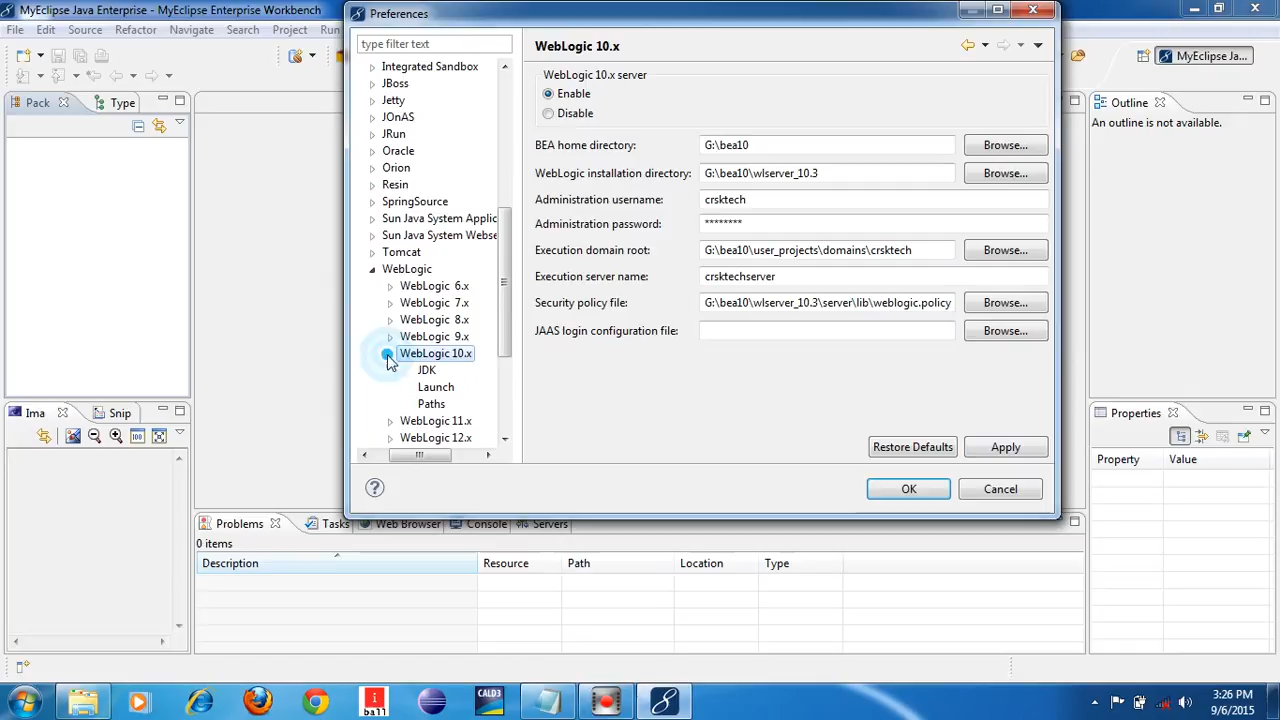 MyEclipse Java Enterprise - MyEclipse Enterprise Workbench
Preferences
File Edit Source Refactor Navigate Search Project Run
MyEclipse Ja...
Pack
Type
Outline
An outline is not available.
type filter text
Integrated Sandbox
JBoss
Jetty
JOnAS
JRun
Oracle
Orion
Resin
SpringSource
Sun Java System Applic
Sun Java System Webse
Tomcat
WebLogic
WebLogic 6.x
WebLogic 7.x
WebLogic 8.x
WebLogic 9.x
WebLogic 10.x
JDK
Launch
Paths
WebLogic 11.x
WebLogic 12.x
WebLogic 10.x
WebLogic 10.x server
Enable
Disable
BEA home directory: G:\bea10 Browse...
WebLogic installation directory: G:\bea10\wlserver_10.3 Browse...
Administration username: crsktech
Administration password: ********
Execution domain root: G:\bea10\user_projects\domains\crsktech Browse...
Execution server name: crsktechserver
Security policy file: G:\bea10\wlserver_10.3\server\lib\weblogic.policy Browse...
JAAS login configuration file: Browse...
Restore Defaults Apply
OK Cancel
Ima
Snip
Properties
Property Value
Problems Tasks Web Browser Console Servers
0 items
Description Resource Path Location Type
i
ball
CALD3
3:26 PM
9/6/2015